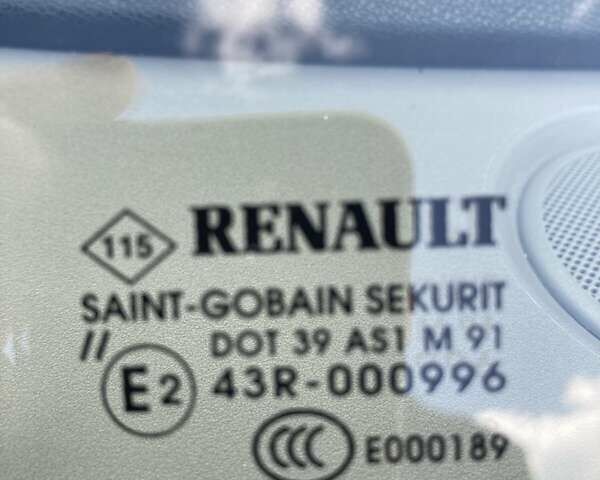 115 RENAULT
SAINT-GOBAIN SEKURIT
// DOT 39 AS1 M 91
E2 43R-000996
CCC E000189